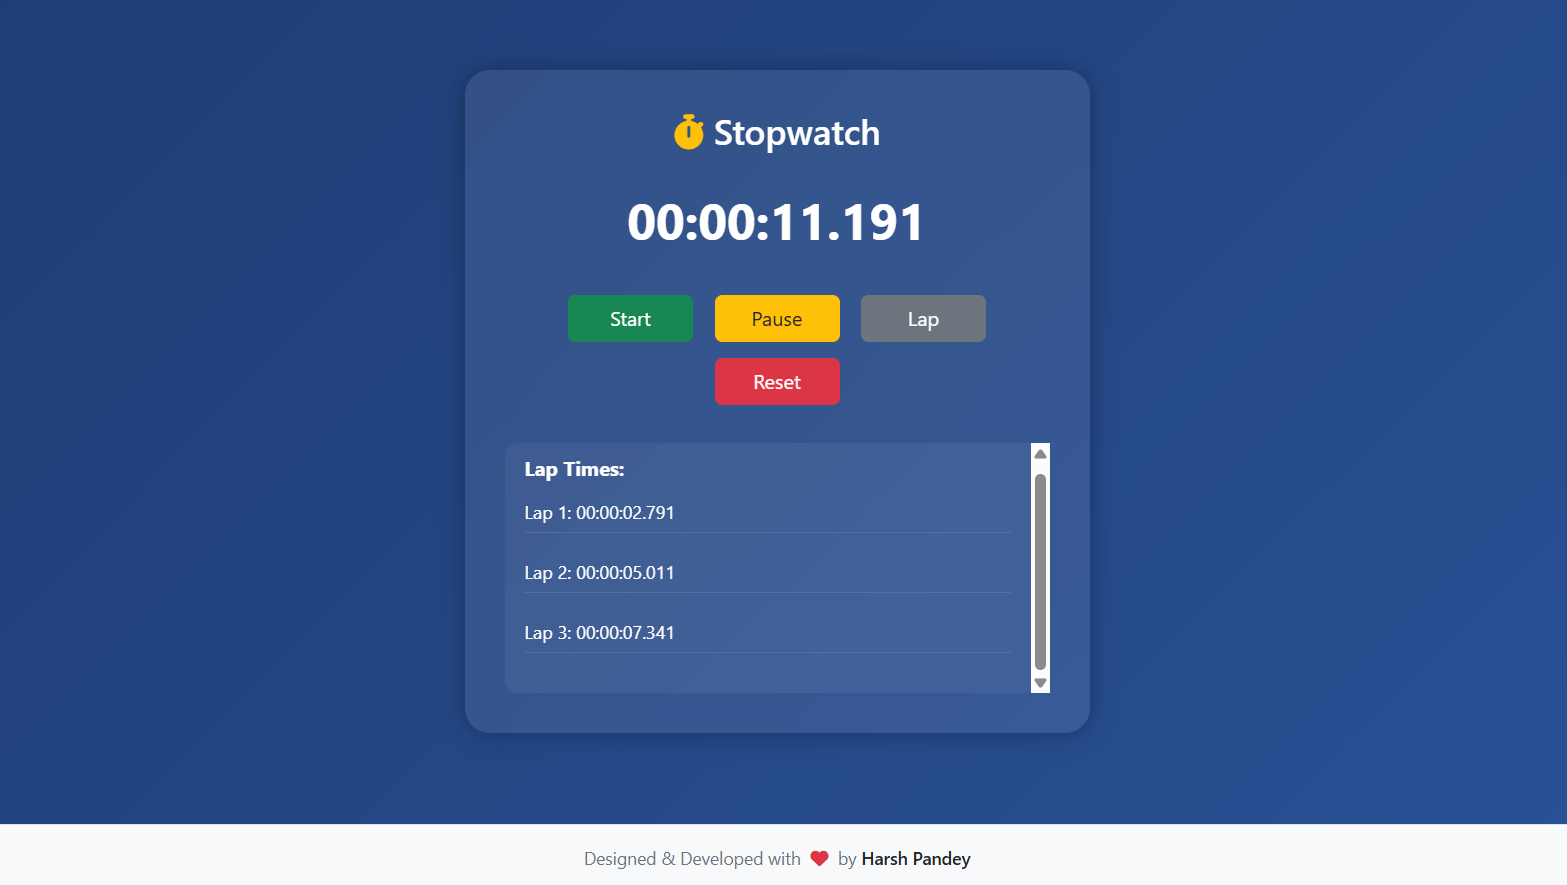 Stopwatch
00:00:11.191
Start Pause Lap
Reset
Lap Times:
Lap 1: 00:00:02.791
Lap 2: 00:00:05.011
Lap 3: 00:00:07.341
Designed & Developed with by Harsh Pandey